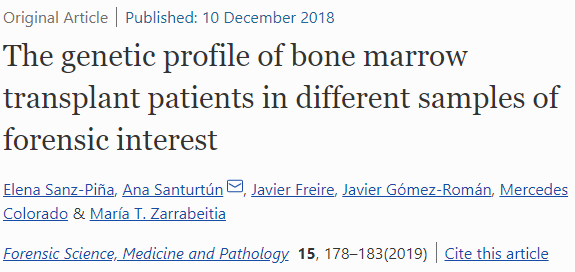 Original Article | Published: 10 December 2018
The genetic profile of bone marrow
transplant patients in different samples of
forensic interest
Elena Sanz-Piña, Ana Santurtún, Javier Freire, Javier Gómez-Román, Mercedes
Colorado & María T. Zarrabeitia
Forensic Science, Medicine and Pathology 15, 178–183(2019) | Cite this article